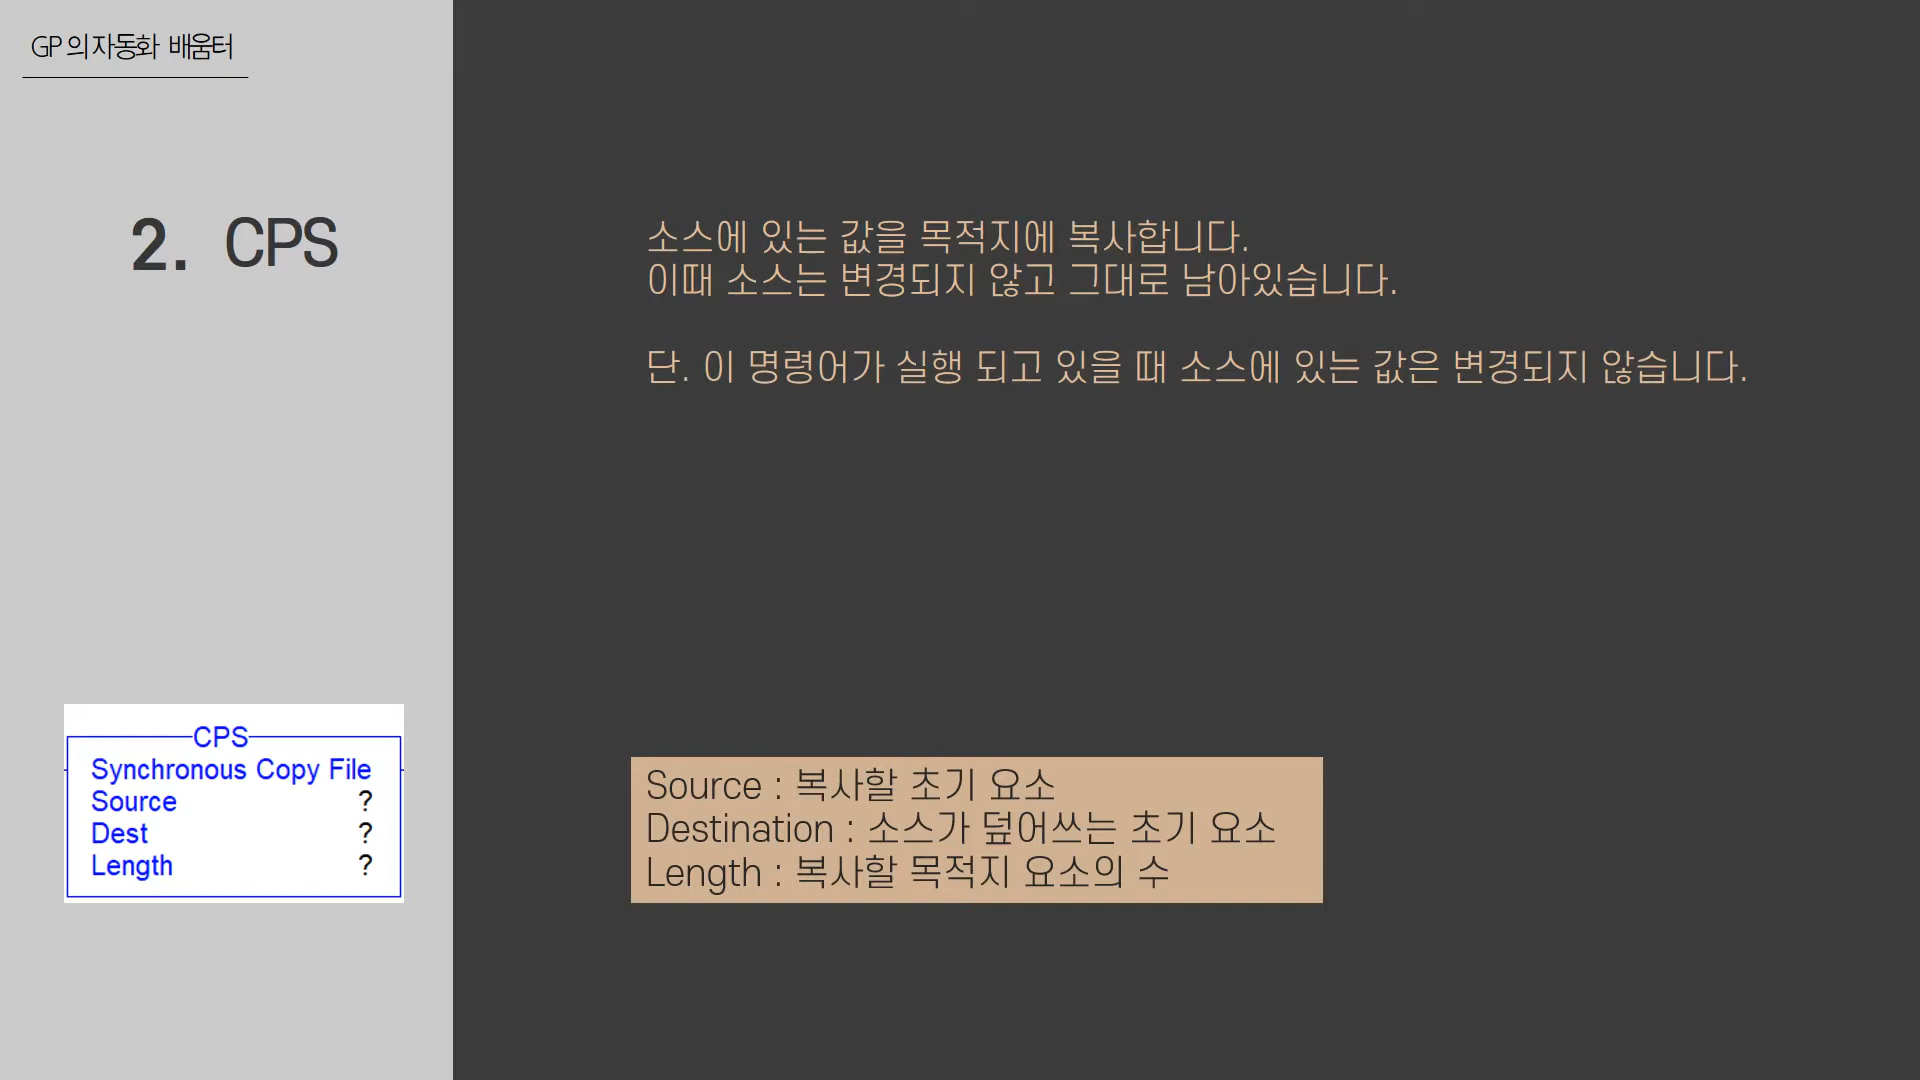 GP의 자동화 배움터
2. CPS
소스에 있는 값을 목적지에 복사합니다.
이때 소스는 변경되지 않고 그대로 남아있습니다.
단. 이 명령어가 실행 되고 있을 때 소스에 있는 값은 변경되지 않습니다.
CPS
Synchronous Copy File
Source ?
Dest ?
Length ?
Source : 복사할 초기 요소
Destination : 소스가 덮어쓰는 초기 요소
Length : 복사할 목적지 요소의 수